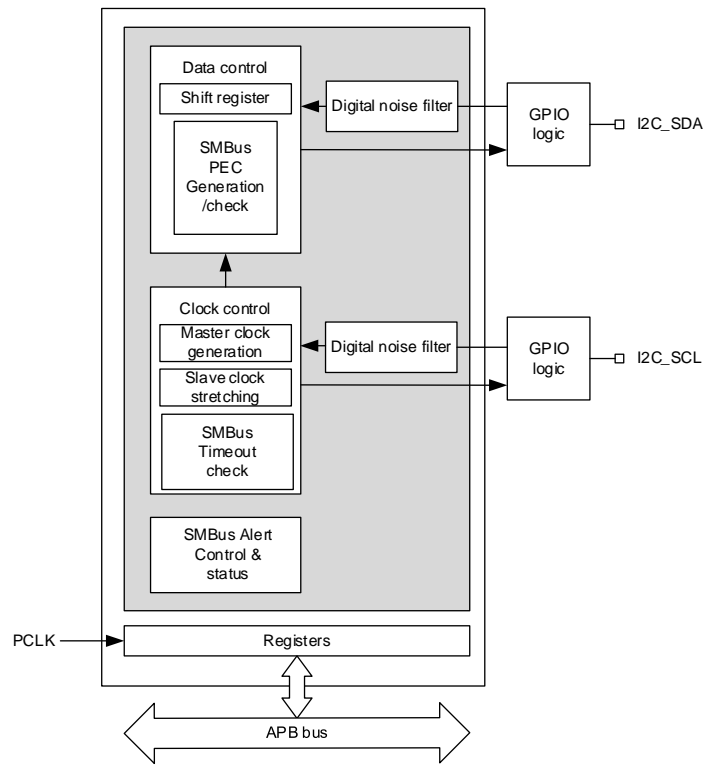 Data control
Shift register
SMBus
PEC
Generation
/check
Digital noise filter
GPIO
logic
I2C_SDA
Clock control
Master clock
generation
Slave clock
stretching
SMBus
Timeout
check
Digital noise filter
GPIO
logic
I2C_SCL
SMBus Alert
Control &
status
PCLK
Registers
APB bus